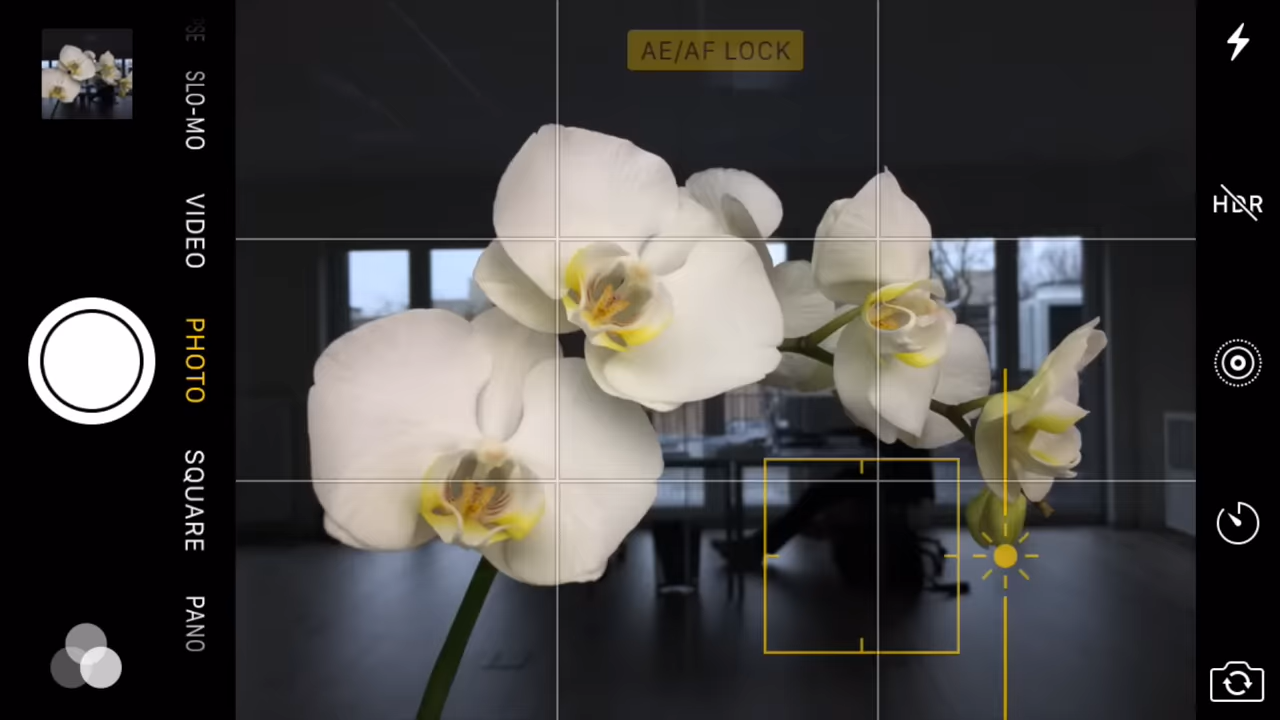 AE/AF LOCK
SLO-MO
VIDEO
PHOTO
SQUARE
PANO
HDR